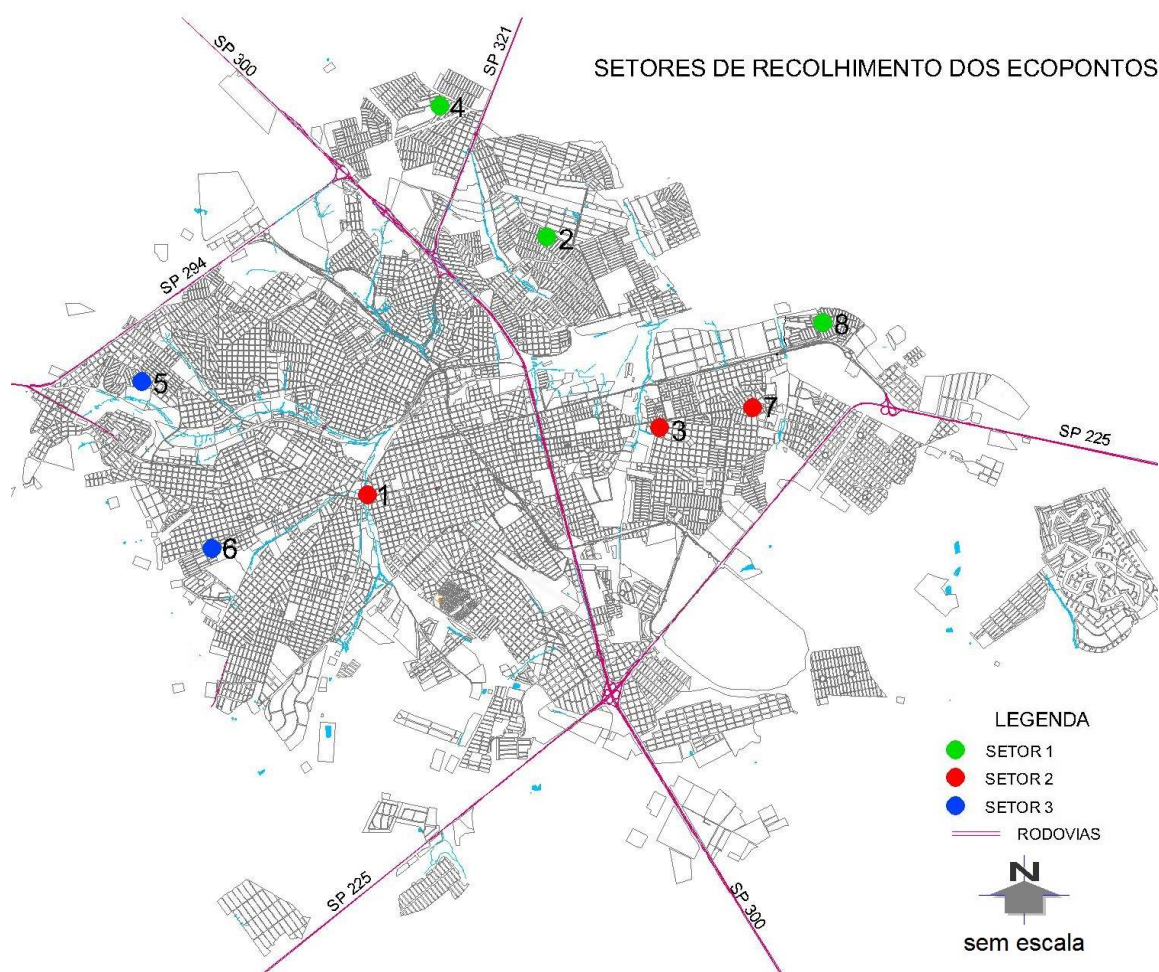 SP 300
SP 321
SETORES DE RECOLHIMENTO DOS ECOPONTOS
4
2
SP 294
8
5
7
3
SP 225
1
6
LEGENDA
SETOR 1
SETOR 2
SETOR 3
RODOVIAS
SP 225
SP 300
N
sem escala